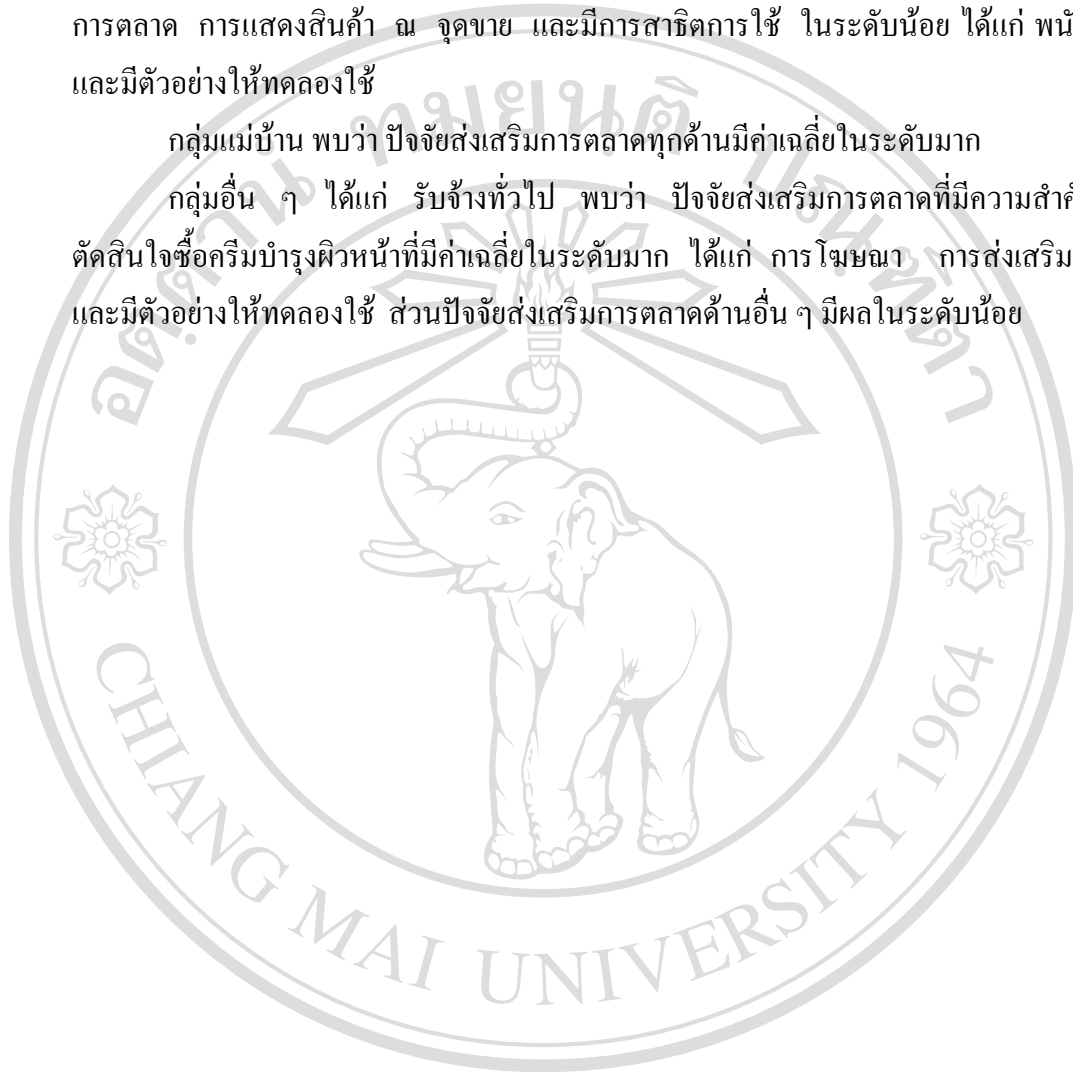 การตลาด การแสดงสินค้า ณ จุดขาย และมีการสาธิตการใช้ ในระดับน้อย ได้แก่
และมีตัวอย่างให้ทดลองใช้
กลุ่มแม่บ้าน พบว่า ปัจจัยส่งเสริมการตลาดทุกด้านมีค่าเฉลี่ยในระดับมาก
กลุ่มอื่น ๆ ได้แก่ รับจ้างทั่วไป พบว่า ปัจจัยส่งเสริมการตลาดที่มี
ตัดสินใจซื้อครีมบำรุงผิวหน้าที่มีค่าเฉลี่ยในระดับมาก ได้แก่ การโฆษณา การส่งเสริม
และมีตัวอย่างให้ทดลองใช้ ส่วนปัจจัยส่งเสริมการตลาดด้านอื่น ๆ มีผลในระดับน้อย
อตฺตานํ ทมยนฺติ ปณฺฑิตา
CHIANG MAI UNIVERSITY 1964